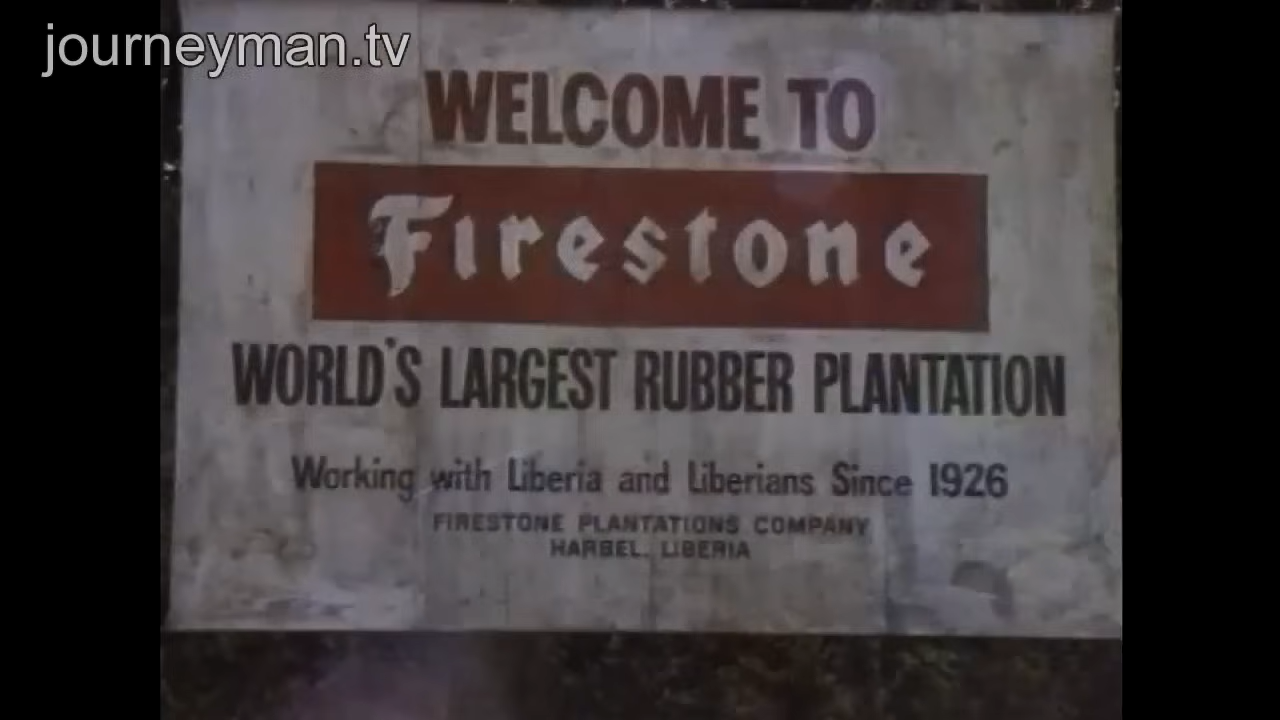 journeyman.tv
WELCOME TO
Firestone
WORLD'S LARGEST RUBBER PLANTATION
Working with Liberia and Liberians Since 1926
FIRESTONE PLANTATIONS COMPANY
HARBEL, LIBERIA